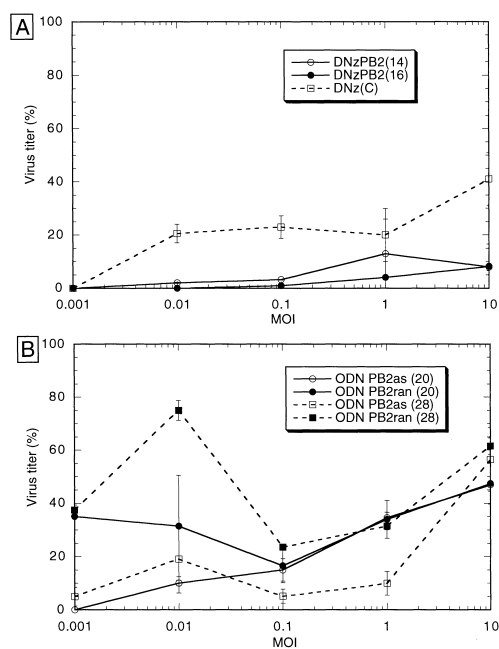 A
100
80
60
40
20
0
Virus titer (%)
DNzPB2(14)
DNzPB2(16)
DNz(C)
0.001
0.01
0.1
1
10
MOI
B
100
80
60
40
20
0
Virus titer (%)
ODN PB2as (20)
ODN PB2ran (20)
ODN PB2as (28)
ODN PB2ran (28)
0.001
0.01
0.1
1
10
MOI